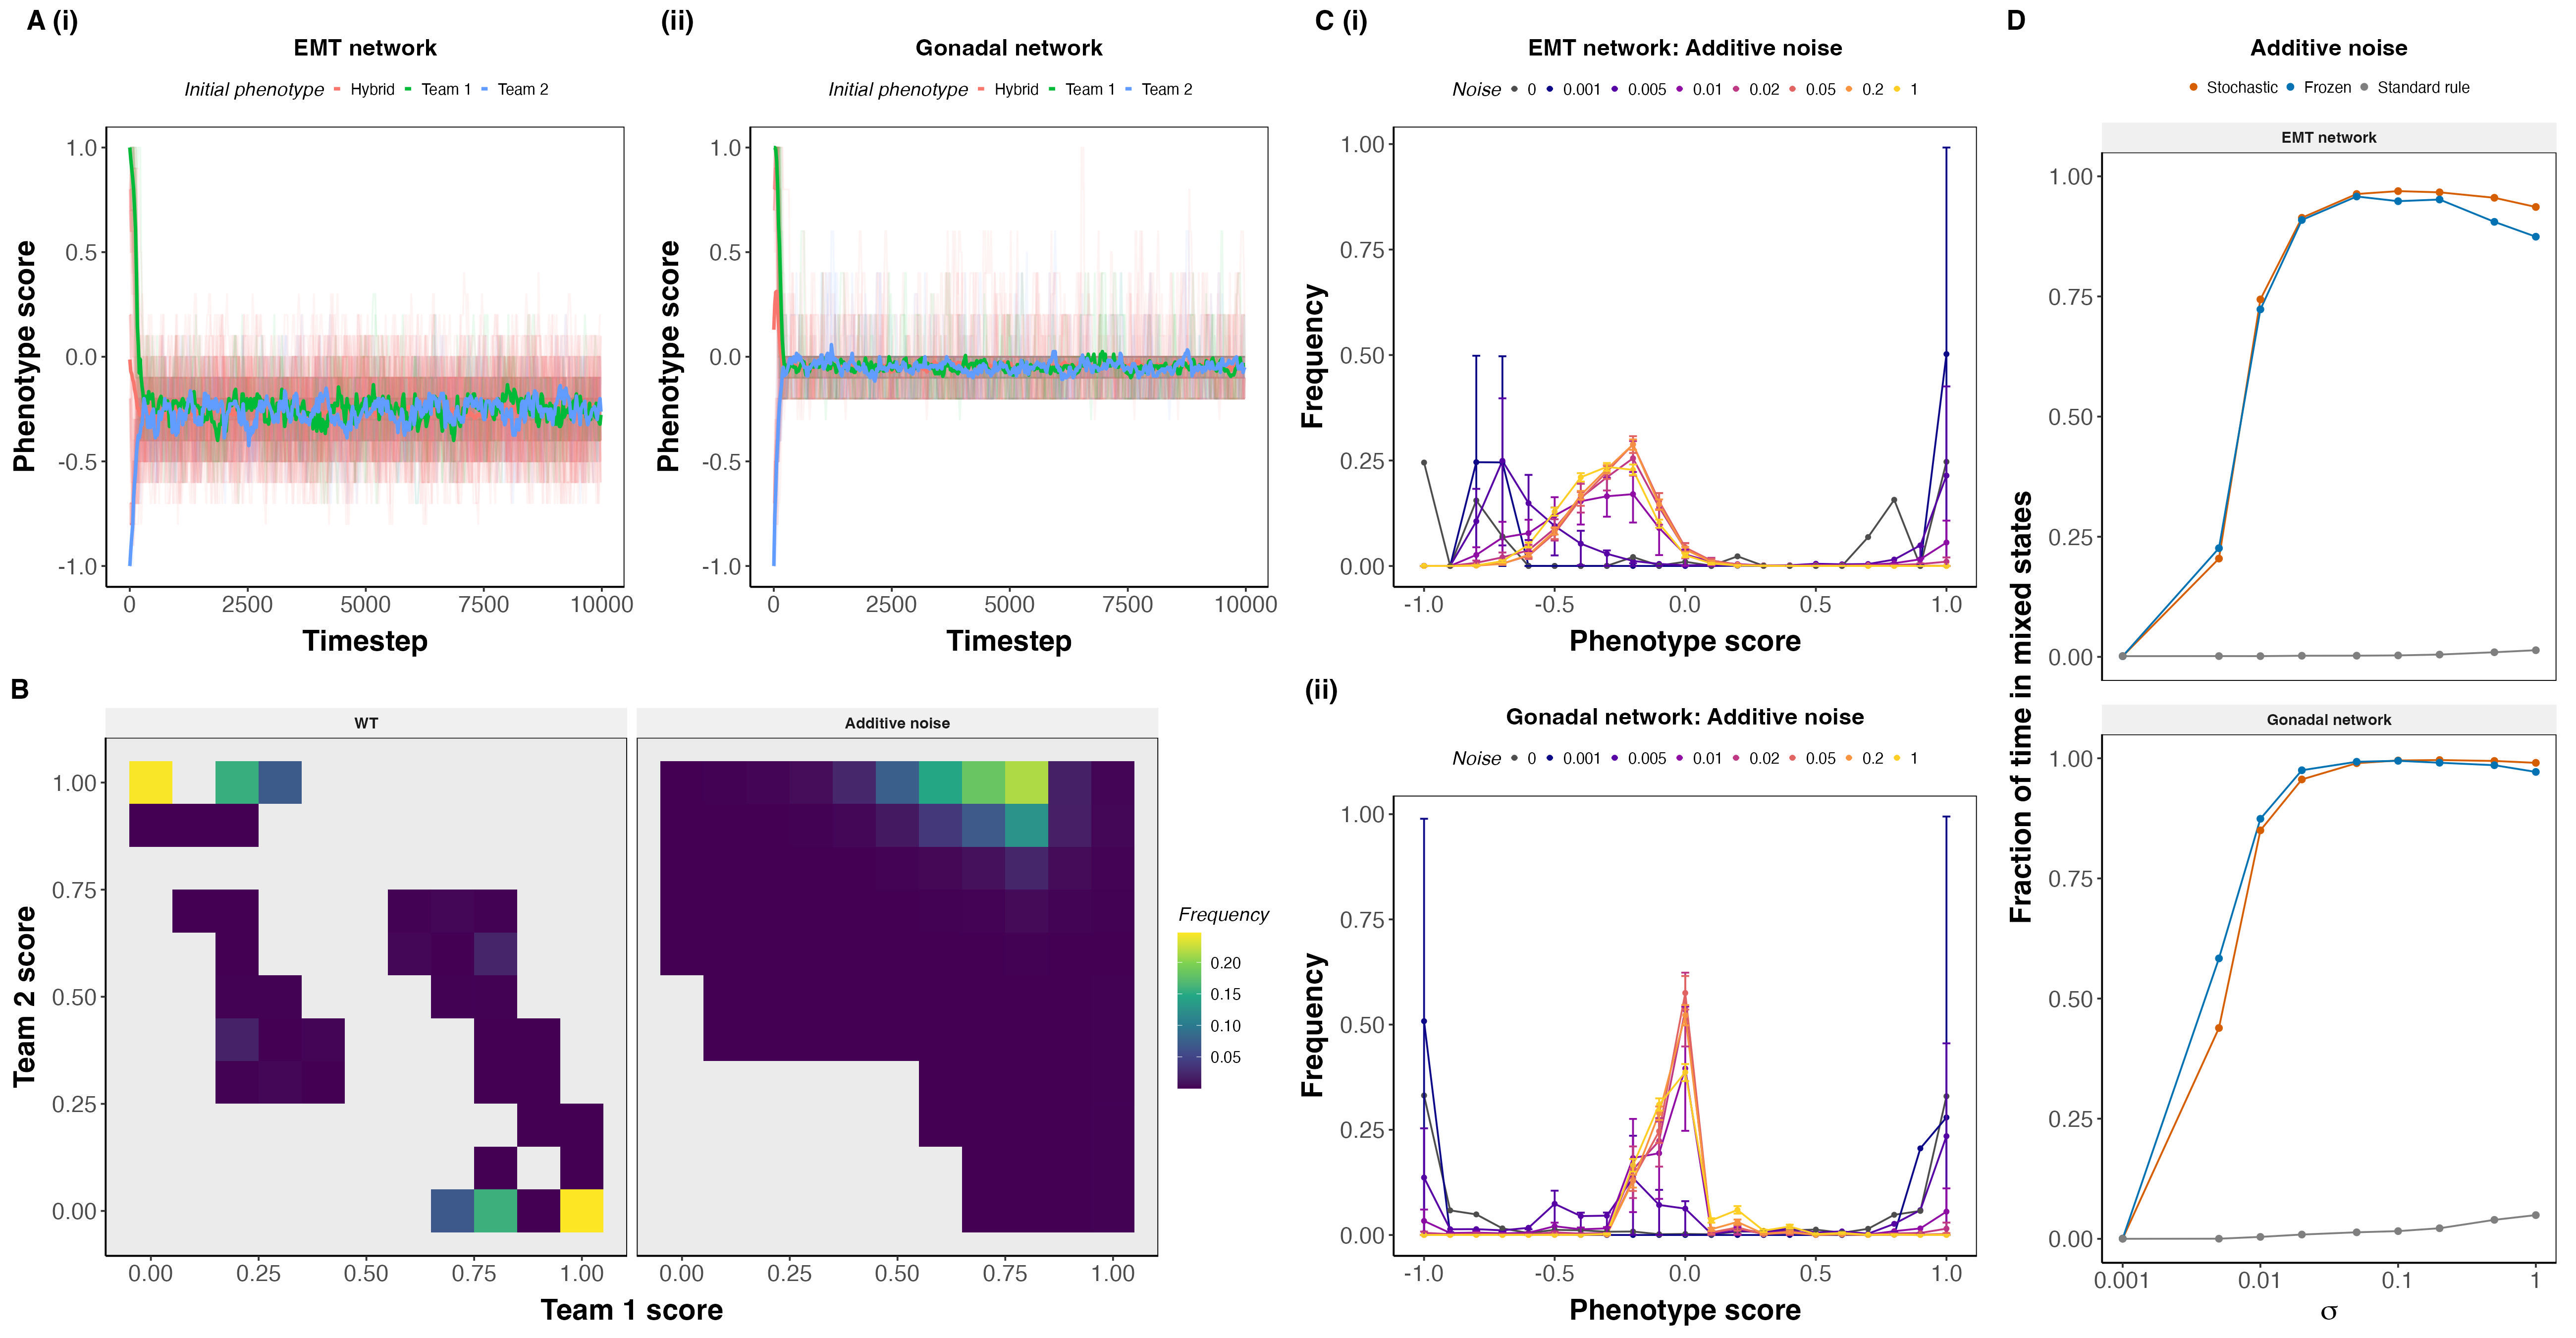 A (i)
EMT network
Initial phenotype Hybrid Team 1 Team 2
1.0
0.5
0.0
-0.5
-1.0
Phenotype score
0 2500 5000 7500 10000
Timestep
(ii)
Gonadal network
Initial phenotype Hybrid Team 1 Team 2
1.0
0.5
0.0
-0.5
-1.0
Phenotype score
0 2500 5000 7500 10000
Timestep
B
WT Additive noise
1.00
0.75
0.50
0.25
0.00
Team 2 score
0.00 0.25 0.50 0.75 1.00 0.00 0.25 0.50 0.75 1.00
Team 1 score
Frequency
0.20
0.15
0.10
0.05
C (i)
EMT network: Additive noise
Noise 0 0.001 0.005 0.01 0.02 0.05 0.2 1
1.00
0.75
0.50
0.25
0.00
Frequency
-1.0 -0.5 0.0 0.5 1.0
Phenotype score
(ii)
Gonadal network: Additive noise
Noise 0 0.001 0.005 0.01 0.02 0.05 0.2 1
1.00
0.75
0.50
0.25
0.00
Frequency
-1.0 -0.5 0.0 0.5 1.0
Phenotype score
D
Additive noise
Stochastic Frozen Standard rule
EMT network
1.00
0.75
0.50
0.25
0.00
Fraction of time in mixed states
Gonadal network
1.00
0.75
0.50
0.25
0.00
0.001 0.01 0.1 1
σ